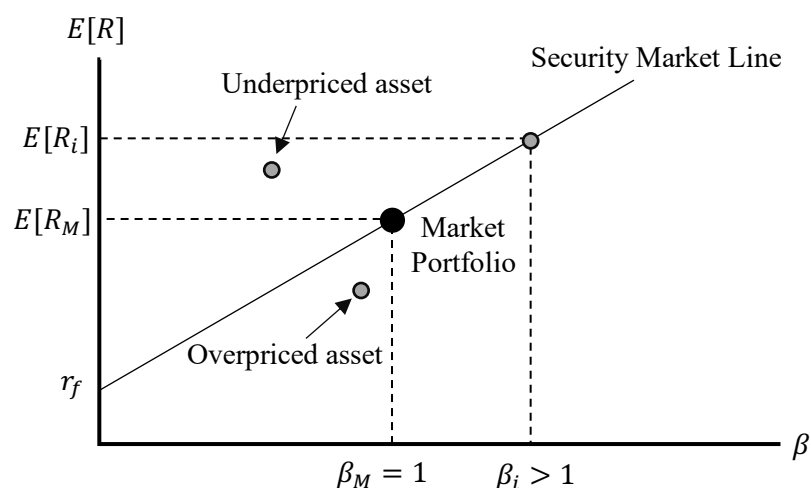 E[R]
Security Market Line
Underpriced asset
E[R_i]
E[R_M]
Market
Portfolio
Overpriced asset
r_f
β
β_M = 1
β_i > 1